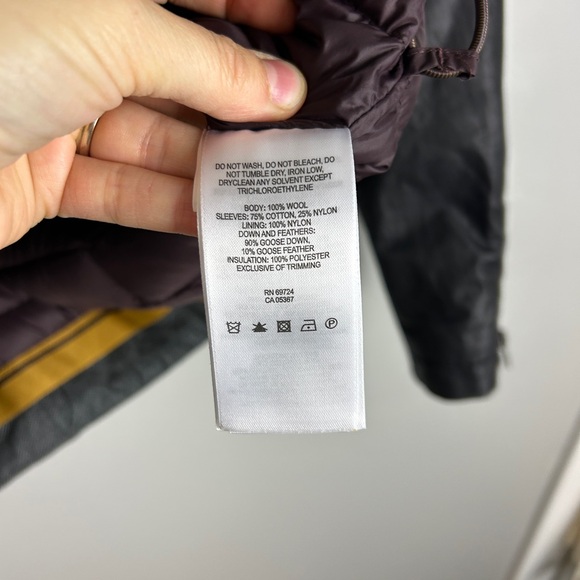 DO NOT WASH, DO NOT BLEACH, DO
NOT TUMBLE DRY, IRON LOW,
DRYCLEAN ANY SOLVENT EXCEPT
TRICHLOROETHYLENE
BODY: 100% WOOL
SLEEVES: 75% COTTON, 25% NYLON
LINING: 100% NYLON
DOWN AND FEATHERS:
90% GOOSE DOWN,
10% GOOSE FEATHER
INSULATION: 100% POLYESTER
EXCLUSIVE OF TRIMMING
RN 69724
CA 05367
P